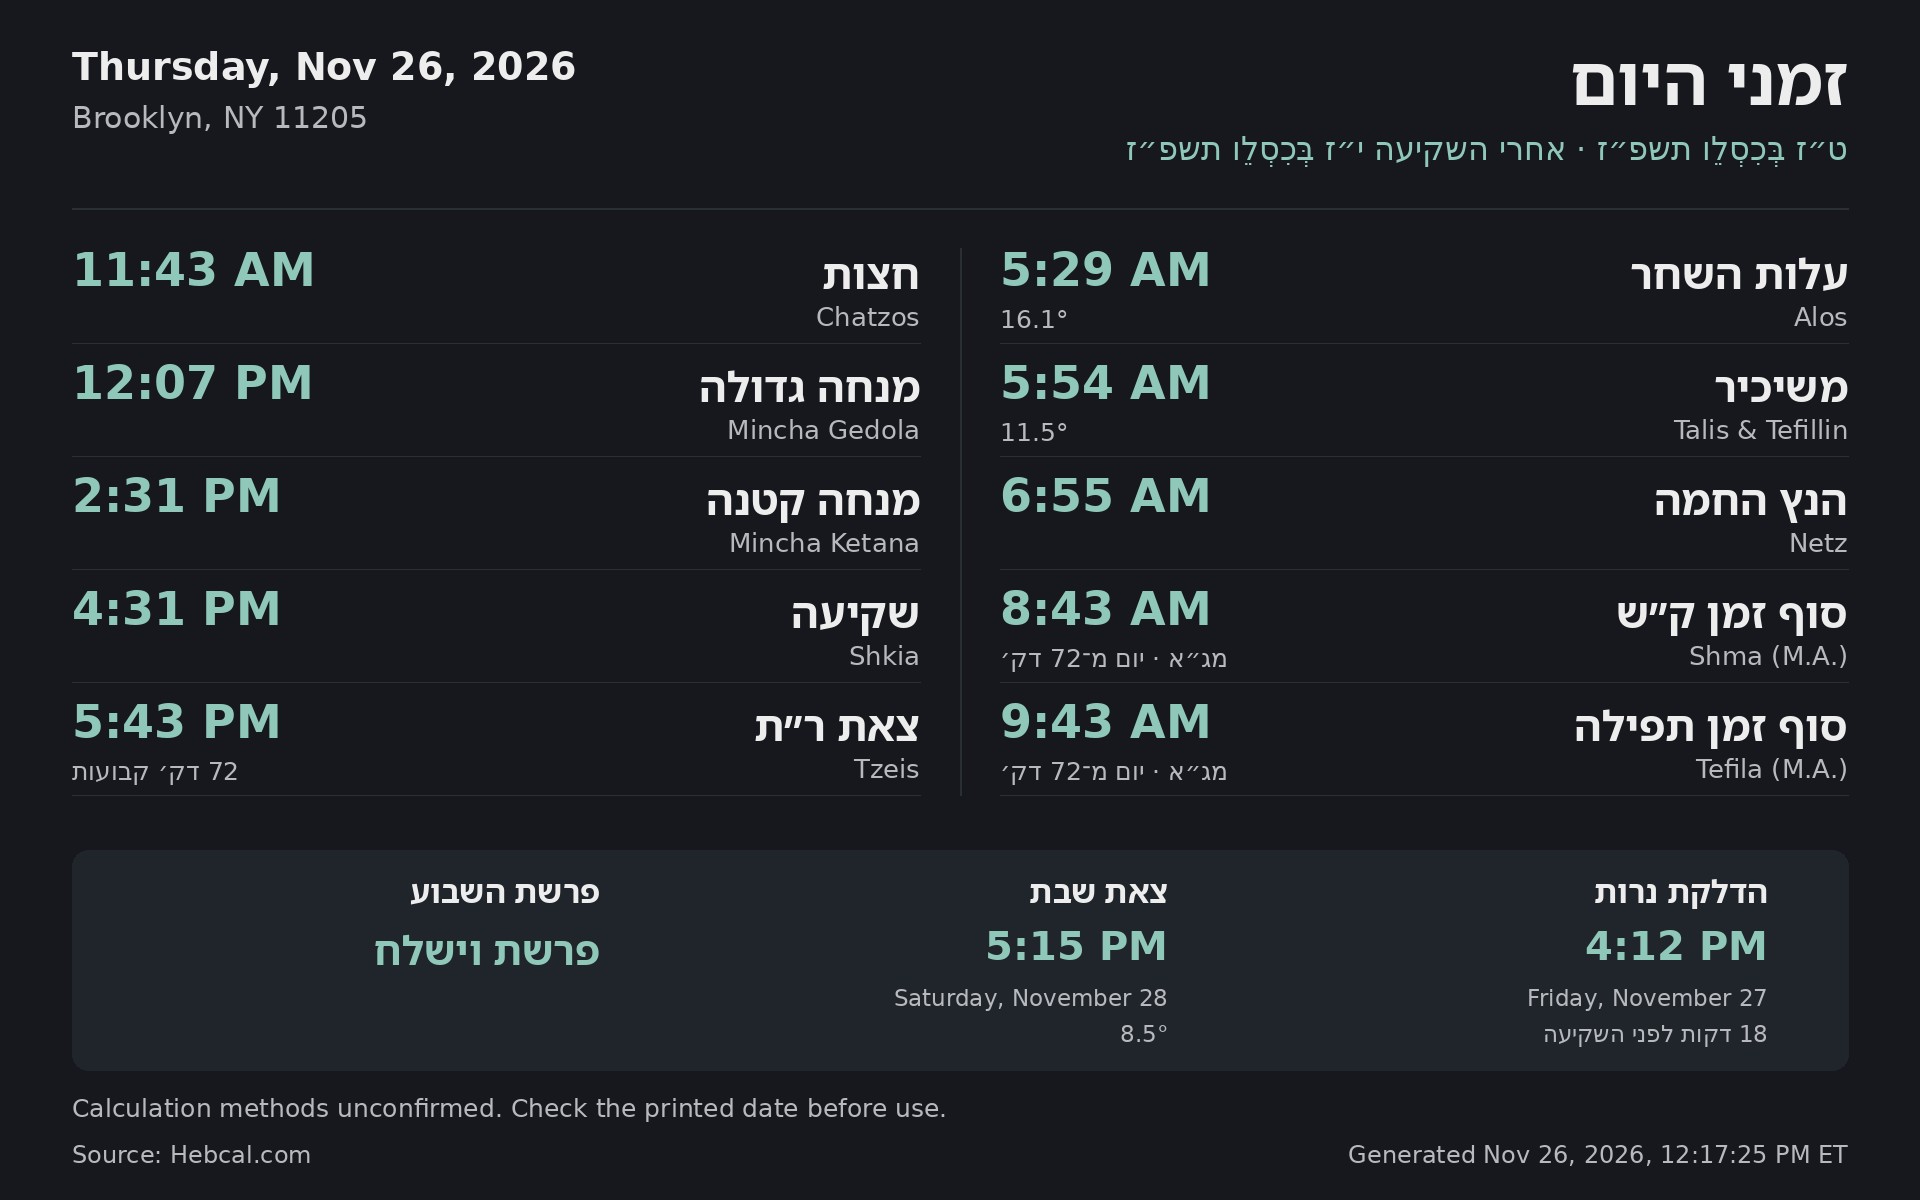 Thursday, Nov 26, 2026
Brooklyn, NY 11205
זמני היום
ט״ז בְּכִסְלֵו תשפ״ז · אחרי השקיעה י״ז בְּכִסְלֵו תשפ״ז
עלות השחר
Alos
5:29 AM
16.1°
משיכיר
Talis & Tefillin
5:54 AM
11.5°
הנץ החמה
Netz
6:55 AM
סוף זמן ק״ש
Shma (M.A.)
8:43 AM
מג״א · יום מ־72 דק׳
סוף זמן תפילה
Tefila (M.A.)
9:43 AM
מג״א · יום מ־72 דק׳
חצות
Chatzos
11:43 AM
מנחה גדולה
Mincha Gedola
12:07 PM
מנחה קטנה
Mincha Ketana
2:31 PM
שקיעה
Shkia
4:31 PM
צאת ר״ת
Tzeis
5:43 PM
72 דק׳ קבועות
הדלקת נרות
4:12 PM
Friday, November 27
18 דקות לפני השקיעה
צאת שבת
5:15 PM
Saturday, November 28
8.5°
פרשת השבוע
פרשת וישלח
Calculation methods unconfirmed. Check the printed date before use.
Source: Hebcal.com
Generated Nov 26, 2026, 12:17:25 PM ET